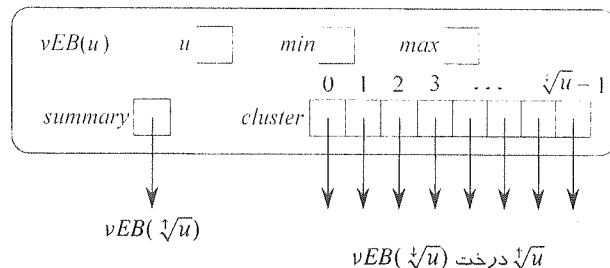 vEB(u) u min max
0 1 2 3 ... ∜u − 1
summary cluster
vEB(↑√u)
↑√u درخت vEB(↓√u)